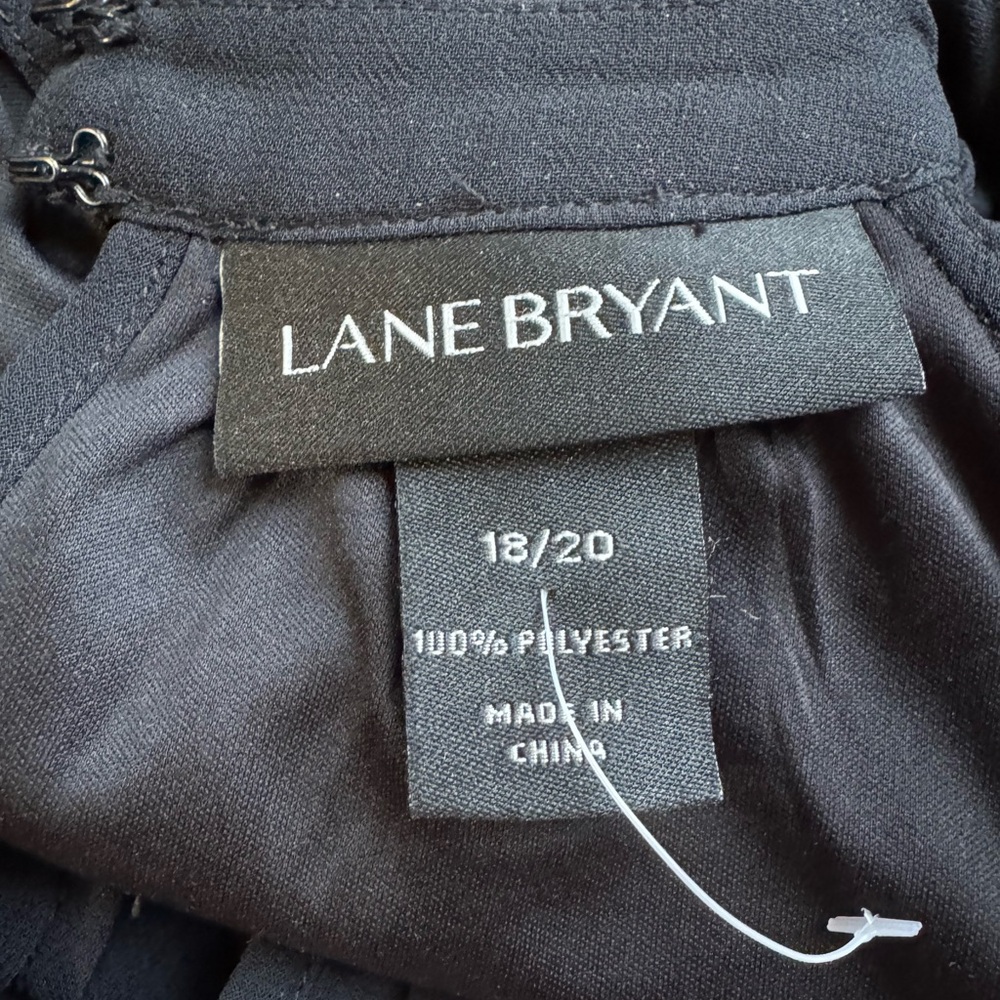 LANE BRYANT
18/20
100% POLYESTER
MADE IN
CHINA